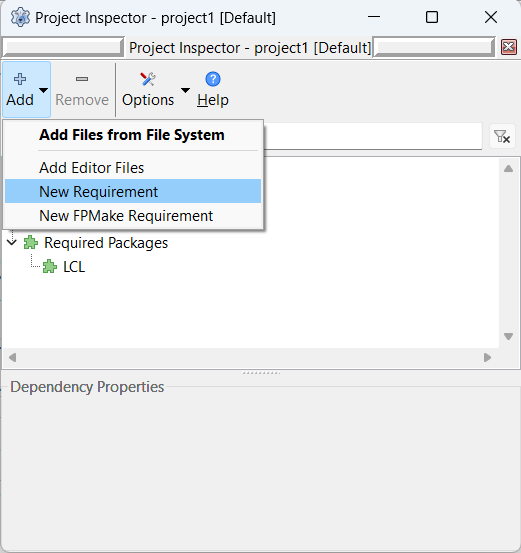 Project Inspector - project1 [Default]
Project Inspector - project1 [Default]
Add Remove Options Help
Add Files from File System
Add Editor Files
New Requirement
New FPMake Requirement
Required Packages
LCL
Dependency Properties